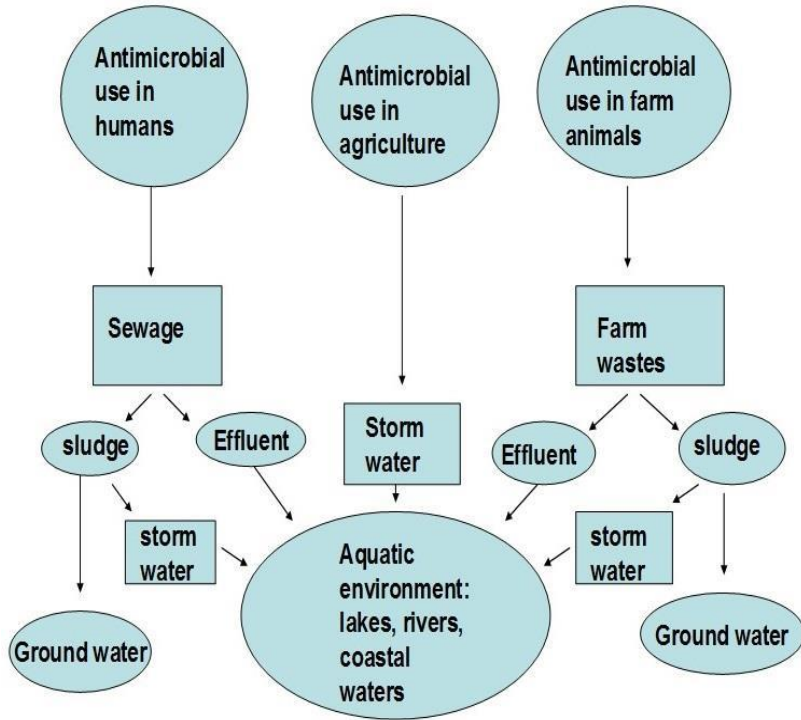 Antimicrobial
use in
humans
Antimicrobial
use in
agriculture
Antimicrobial
use in farm
animals
Sewage
Farm
wastes
sludge
Effluent
Storm
water
Effluent
sludge
storm
water
Aquatic
environment:
lakes, rivers,
coastal
waters
storm
water
Ground water
Ground water